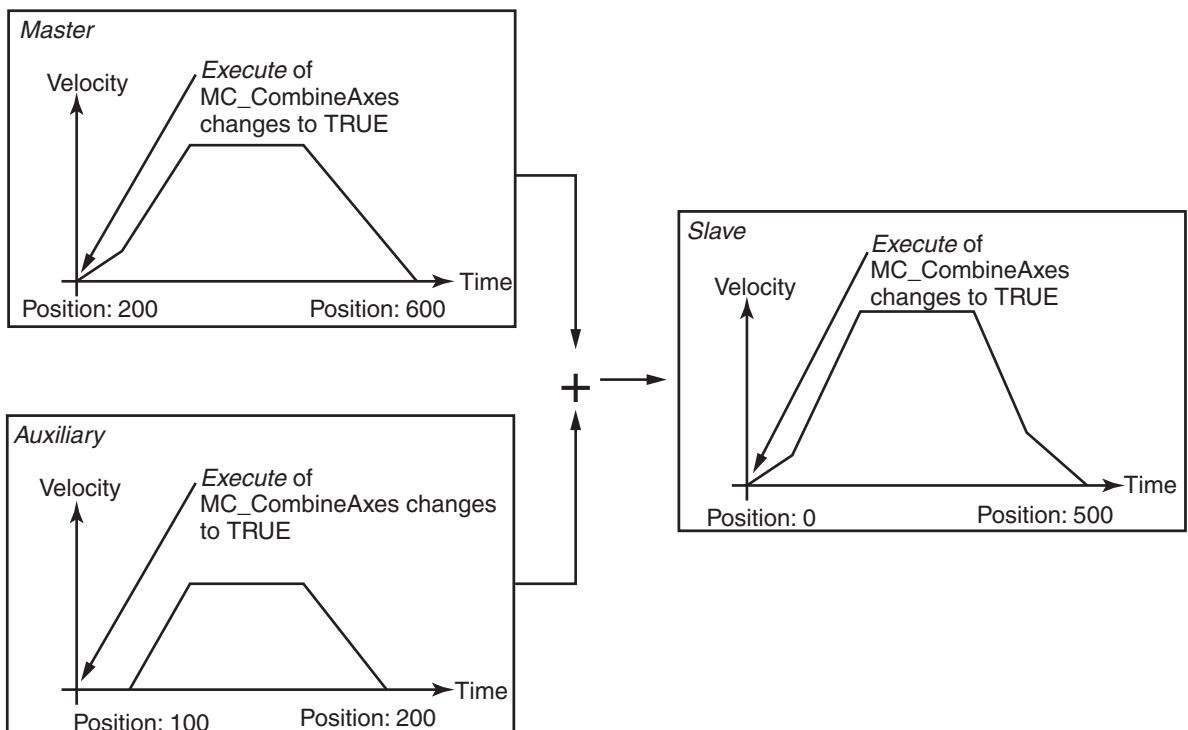 Master
Velocity
Execute of
MC_CombineAxes
changes to TRUE
Time
Position: 200
Position: 600
+
Slave
Velocity
Execute of
MC_CombineAxes
changes to TRUE
Time
Position: 0
Position: 500
Auxiliary
Velocity
Execute of
MC_CombineAxes changes
to TRUE
Time
Position: 100
Position: 200